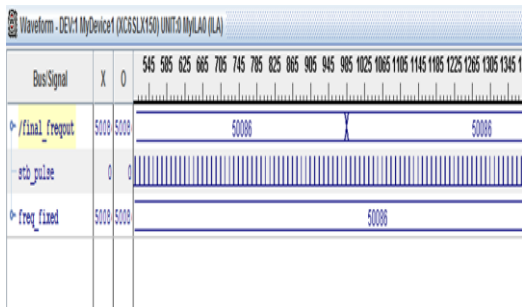 Waveform - DEV:1 MyDevice1 (XC6SLX150) UNIT:0 MyILA0 (ILA)
Bus/Signal X O 545 585 625 665 705 745 785 825 865 905 945 985 1025 1065 1105 1145 1185 1225 1265 1305 1345 1
/final_freqout 5008 5008 50086 50086
stb_pulse 0 0
freq_fixed 5008 5008 50086